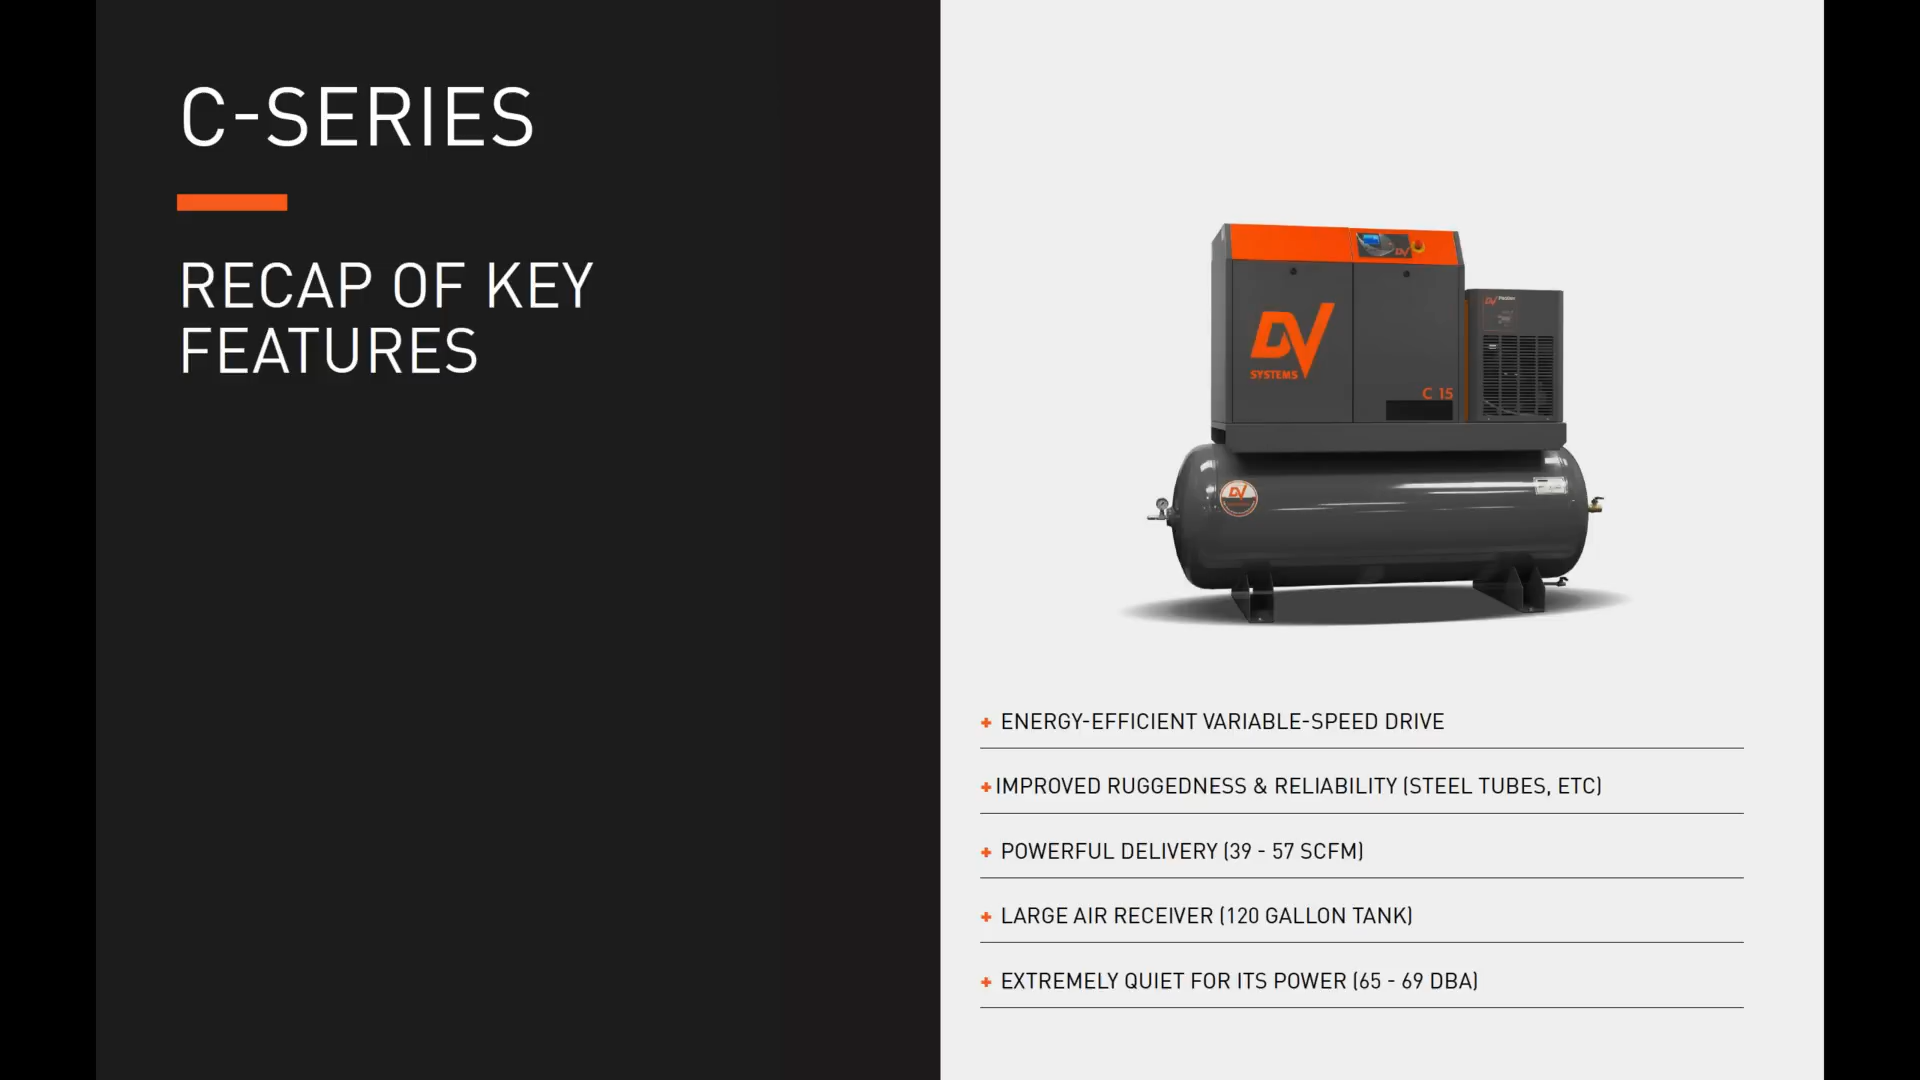 C-SERIES
RECAP OF KEY
FEATURES
DV
SYSTEMS
C 15
+ ENERGY-EFFICIENT VARIABLE-SPEED DRIVE
+ IMPROVED RUGGEDNESS & RELIABILITY (STEEL TUBES, ETC)
+ POWERFUL DELIVERY (39 - 57 SCFM)
+ LARGE AIR RECEIVER (120 GALLON TANK)
+ EXTREMELY QUIET FOR ITS POWER (65 - 69 DBA)